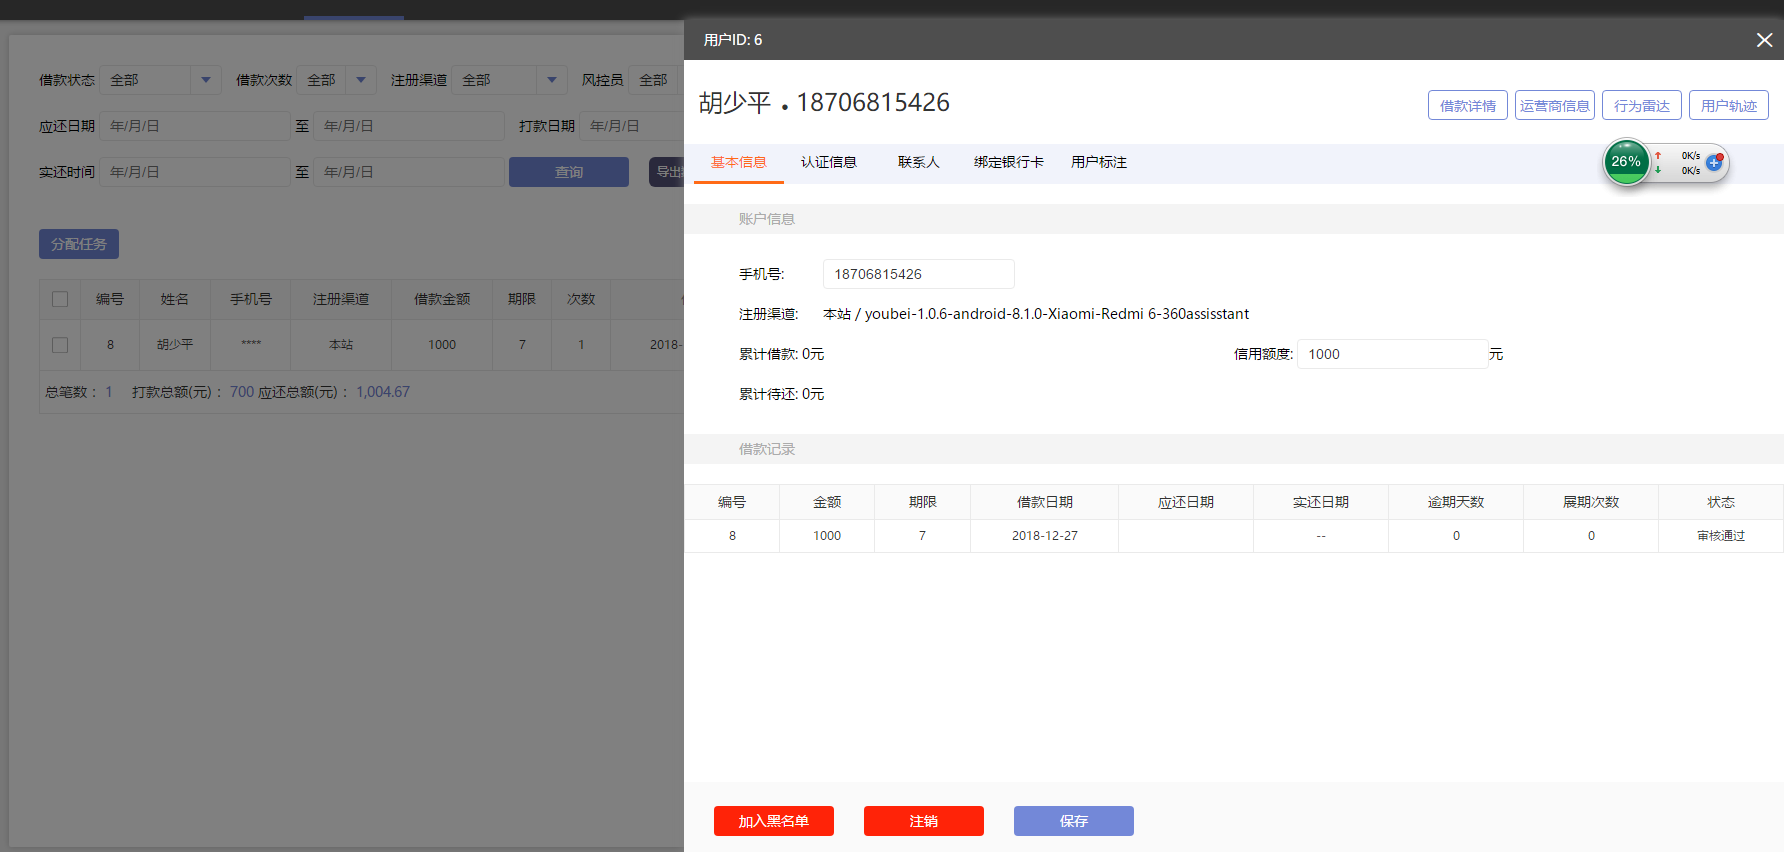 用户ID: 6
借款状态 全部 借款次数 全部 注册渠道 全部 风控员 全部
应还日期 年/月/日 至 年/月/日 打款日期 年/月/日
实还时间 年/月/日 至 年/月/日 查询 导出
分配任务
编号 姓名 手机号 注册渠道 借款金额 期限 次数
8 胡少平 **** 本站 1000 7 1 2018-
总笔数： 1 打款总额(元)： 700 应还总额(元)： 1,004.67
胡少平 . 18706815426
借款详情 运营商信息 行为雷达 用户轨迹
基本信息 认证信息 联系人 绑定银行卡 用户标注
26% 0K/s
0K/s
账户信息
手机号: 18706815426
注册渠道: 本站 / youbei-1.0.6-android-8.1.0-Xiaomi-Redmi 6-360assisstant
累计借款: 0元 信用额度: 1000 元
累计待还: 0元
借款记录
编号 金额 期限 借款日期 应还日期 实还日期 逾期天数 展期次数 状态
8 1000 7 2018-12-27 -- 0 0 审核通过
加入黑名单 注销 保存